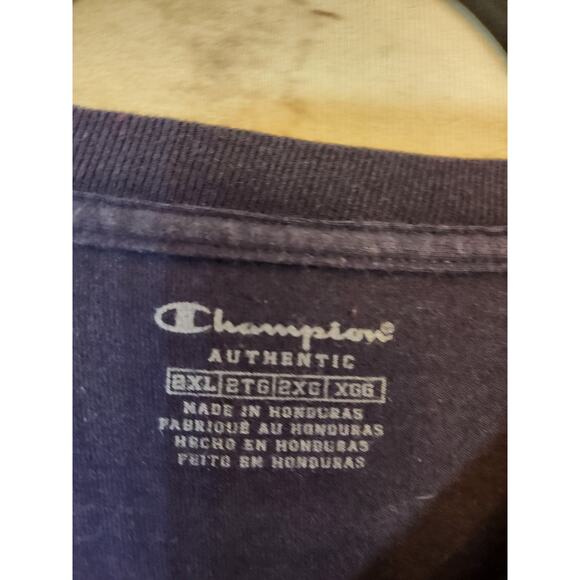 Champion®
AUTHENTIC
2XL 2TG 2XG XGG
MADE IN HONDURAS
FABRIQUÉ AU HONDURAS
HECHO EN HONDURAS
FEITO EM HONDURAS